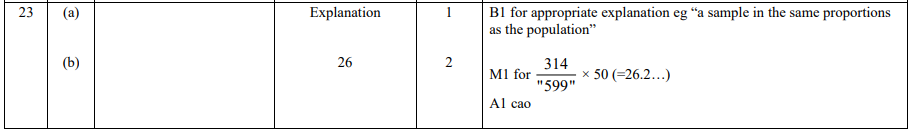 23 (a) Explanation 1 B1 for appropriate explanation eg “a sample in the same proportions
as the population”
(b) 26 2 M1 for 314/"599" × 50 (=26.2…)
A1 cao